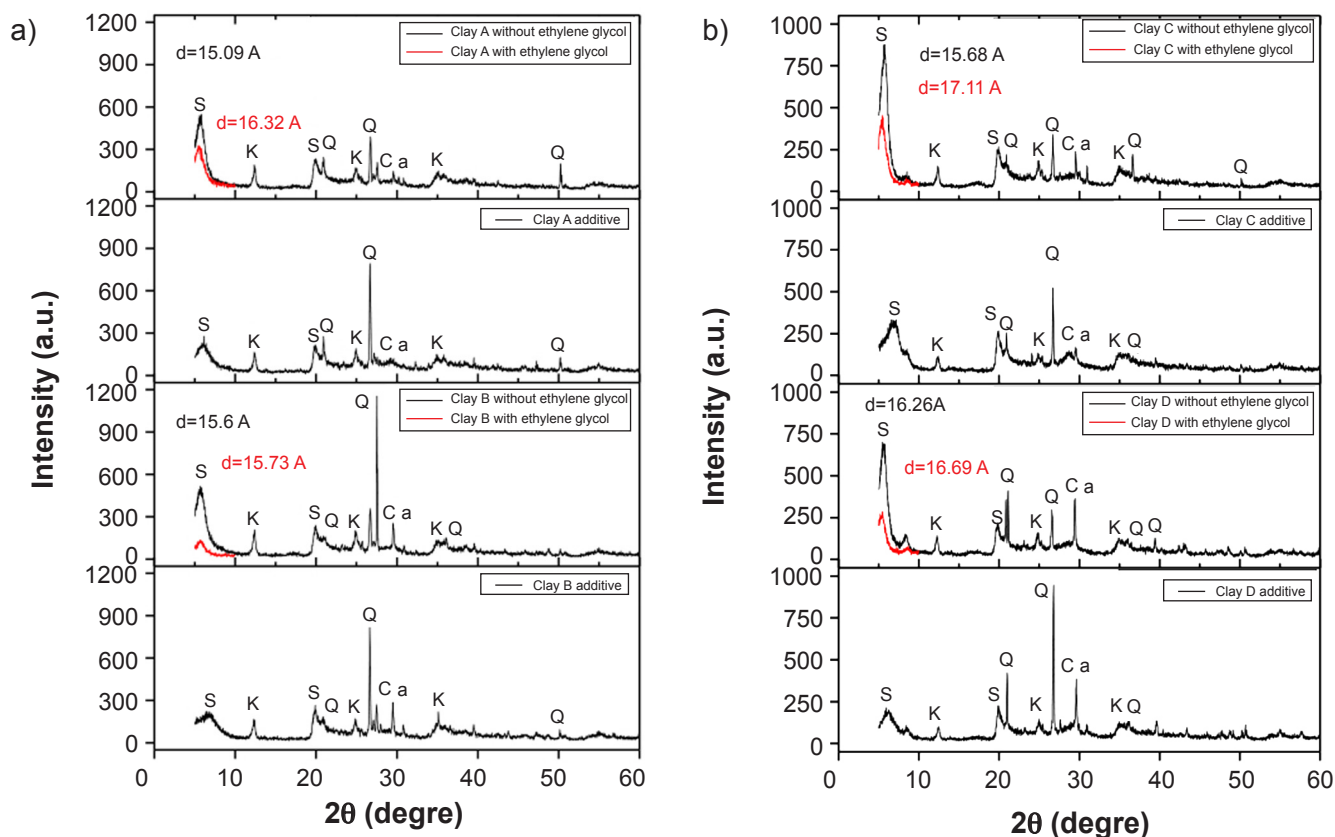 a)
Intensity (a.u.)
1200
900
600
300
0
Clay A without ethylene glycol
Clay A with ethylene glycol
d=15.09 A
d=16.32 A
S
K
S
Q
K
Q
C a
K
Q
1200
900
600
300
0
Clay A additive
S
K
S
Q
K
Q
C a
K
Q
1200
900
600
300
0
Clay B without ethylene glycol
Clay B with ethylene glycol
d=15.6 A
d=15.73 A
S
K
S
Q
K
Q
C a
K
Q
1200
900
600
300
0
Clay B additive
S
K
S
Q
K
Q
C a
K
Q
0 10 20 30 40 50 60
2θ (degre)
b)
Intensity (a.u.)
1000
750
500
250
0
Clay C without ethylene glycol
Clay C with ethylene glycol
d=15.68 A
d=17.11 A
S
K
S
Q
K
Q
C a
K
Q
Q
1000
750
500
250
0
Clay C additive
S
K
S
Q
K
Q
C a
K
Q
1000
750
500
250
0
Clay D without ethylene glycol
Clay D with ethylene glycol
d=16.26A
d=16.69 A
S
K
S
Q
K
Q
C a
K
Q
Q
1000
750
500
250
0
Clay D additive
S
K
S
Q
K
Q
C a
K
Q
0 10 20 30 40 50 60
2θ (degre)